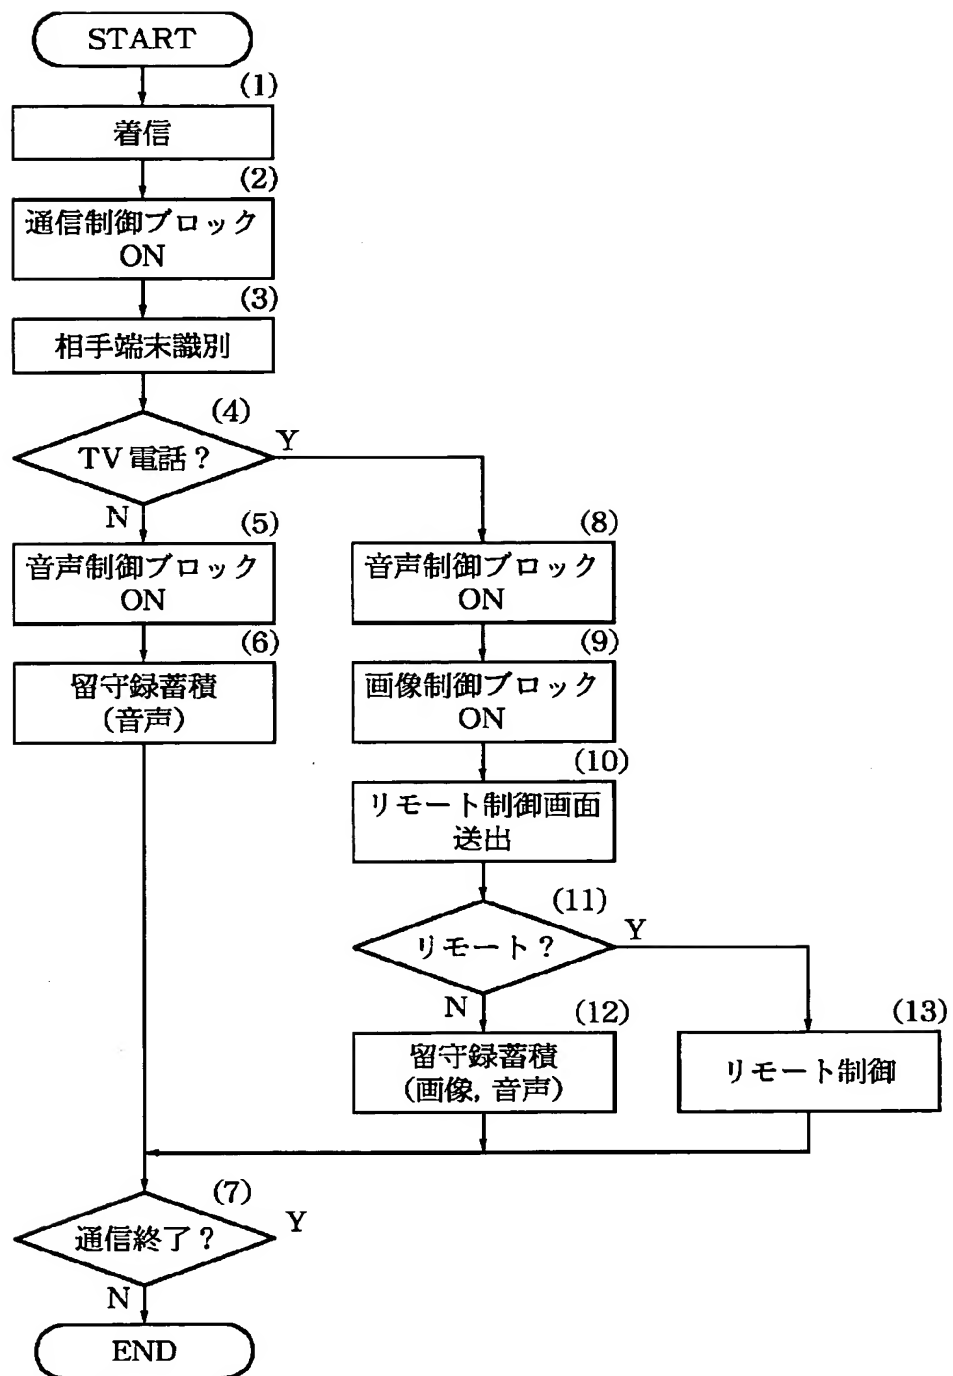 START
(1)
着信
(2)
通信制御ブロック
ON
(3)
相手端末識別
(4)
TV電話?
Y
N
(5)
音声制御ブロック
ON
(6)
留守録蓄積
(音声)
(8)
音声制御ブロック
ON
(9)
画像制御ブロック
ON
(10)
リモート制御画面
送出
(11)
リモート?
Y
N
(12)
留守録蓄積
(画像, 音声)
(13)
リモート制御
(7)
通信終了?
Y
N
END